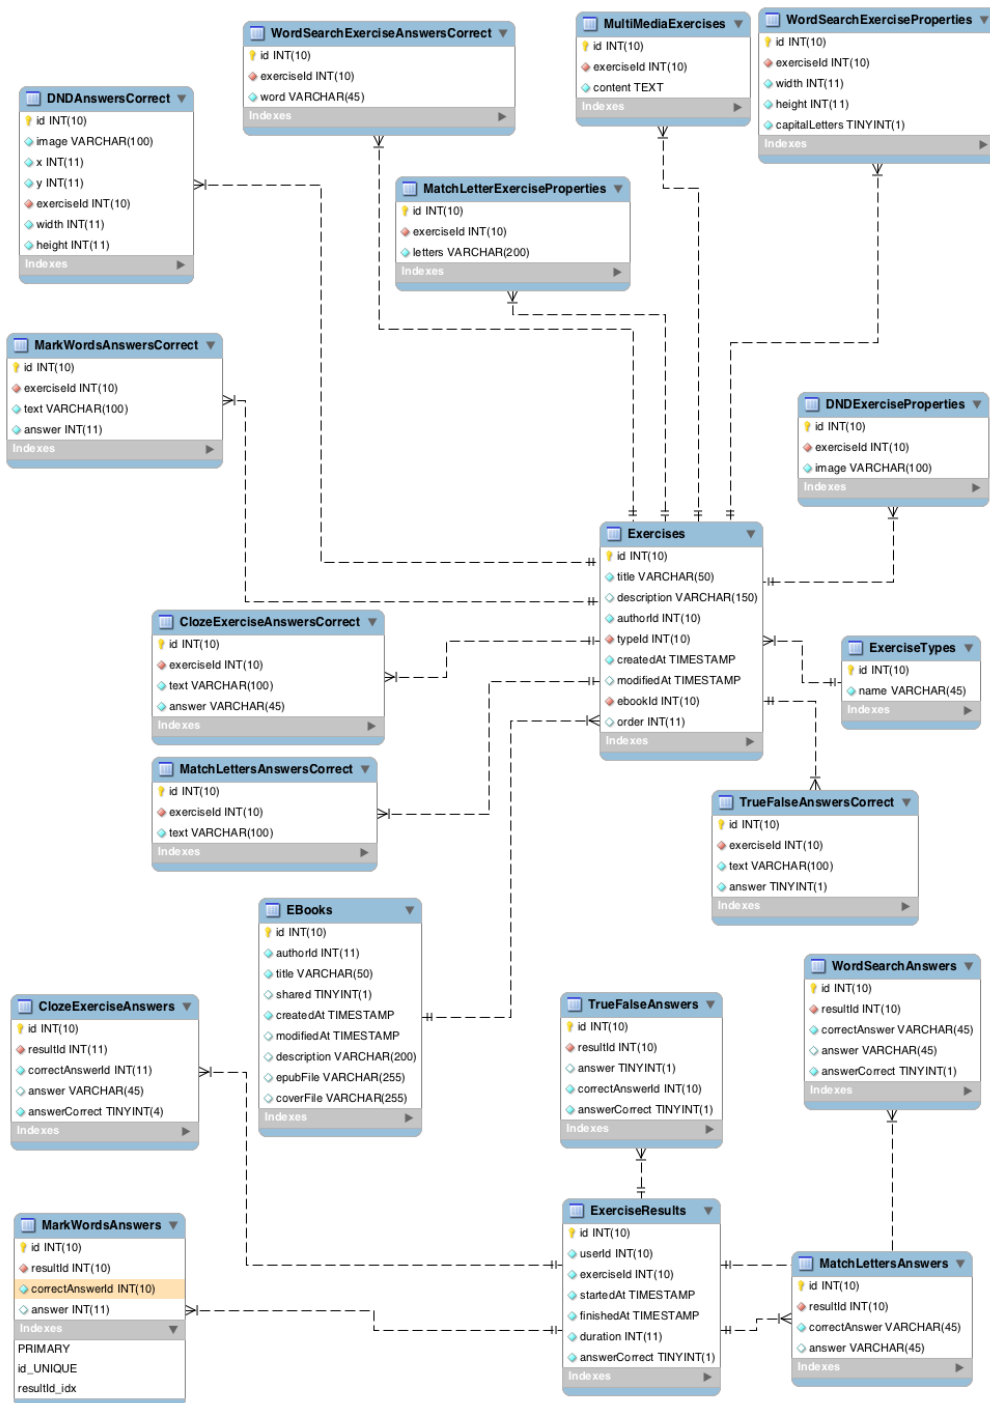 WordSearchExerciseAnswersCorrect
id INT(10)
exerciseId INT(10)
word VARCHAR(45)
Indexes
MultiMediaExercises
id INT(10)
exerciseId INT(10)
content TEXT
Indexes
WordSearchExerciseProperties
id INT(10)
exerciseId INT(10)
width INT(11)
height INT(11)
capitalLetters TINYINT(1)
Indexes
DNDAnswersCorrect
id INT(10)
image VARCHAR(100)
x INT(11)
y INT(11)
exerciseId INT(10)
width INT(11)
height INT(11)
Indexes
MatchLetterExerciseProperties
id INT(10)
exerciseId INT(10)
letters VARCHAR(200)
Indexes
MarkWordsAnswersCorrect
id INT(10)
exerciseId INT(10)
text VARCHAR(100)
answer INT(11)
Indexes
DNDExerciseProperties
id INT(10)
exerciseId INT(10)
image VARCHAR(100)
Indexes
Exercises
id INT(10)
title VARCHAR(50)
description VARCHAR(150)
authorId INT(10)
typeId INT(10)
createdAt TIMESTAMP
modifiedAt TIMESTAMP
ebookId INT(10)
order INT(11)
Indexes
ClozeExerciseAnswersCorrect
id INT(10)
exerciseId INT(10)
text VARCHAR(100)
answer VARCHAR(45)
Indexes
ExerciseTypes
id INT(10)
name VARCHAR(45)
Indexes
MatchLettersAnswersCorrect
id INT(10)
exerciseId INT(10)
text VARCHAR(100)
Indexes
TrueFalseAnswersCorrect
id INT(10)
exerciseId INT(10)
text VARCHAR(100)
answer TINYINT(1)
Indexes
EBooks
id INT(10)
authorId INT(11)
title VARCHAR(50)
shared TINYINT(1)
createdAt TIMESTAMP
modifiedAt TIMESTAMP
description VARCHAR(200)
epubFile VARCHAR(255)
coverFile VARCHAR(255)
Indexes
WordSearchAnswers
id INT(10)
resultId INT(10)
correctAnswer VARCHAR(45)
answer VARCHAR(45)
answerCorrect TINYINT(1)
Indexes
ClozeExerciseAnswers
id INT(10)
resultId INT(11)
correctAnswerId INT(11)
answer VARCHAR(45)
answerCorrect TINYINT(4)
Indexes
TrueFalseAnswers
id INT(10)
resultId INT(10)
answer TINYINT(1)
correctAnswerId INT(10)
answerCorrect TINYINT(1)
Indexes
MarkWordsAnswers
id INT(10)
resultId INT(10)
correctAnswerId INT(10)
answer INT(11)
Indexes
PRIMARY
id_UNIQUE
resultId_idx
ExerciseResults
id INT(10)
userId INT(10)
exerciseId INT(10)
startedAt TIMESTAMP
finishedAt TIMESTAMP
duration INT(11)
answerCorrect TINYINT(1)
Indexes
MatchLettersAnswers
id INT(10)
resultId INT(10)
correctAnswer VARCHAR(45)
answer VARCHAR(45)
Indexes